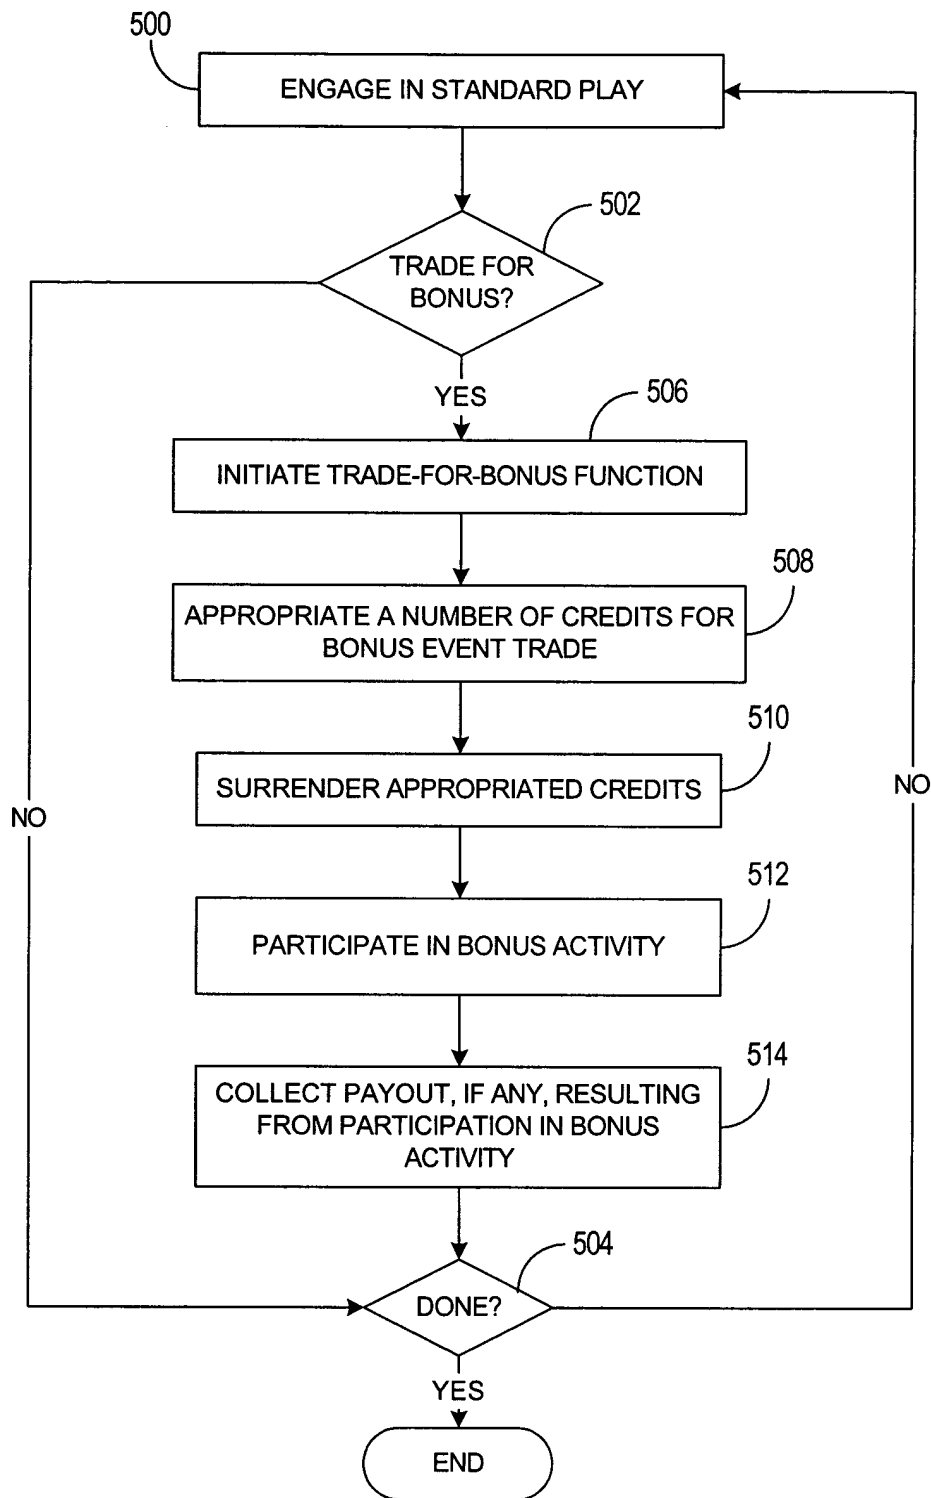 500
ENGAGE IN STANDARD PLAY
502
TRADE FOR
BONUS?
YES
506
INITIATE TRADE-FOR-BONUS FUNCTION
508
APPROPRIATE A NUMBER OF CREDITS FOR
BONUS EVENT TRADE
510
SURRENDER APPROPRIATED CREDITS
NO
NO
512
PARTICIPATE IN BONUS ACTIVITY
514
COLLECT PAYOUT, IF ANY, RESULTING
FROM PARTICIPATION IN BONUS
ACTIVITY
504
DONE?
YES
END